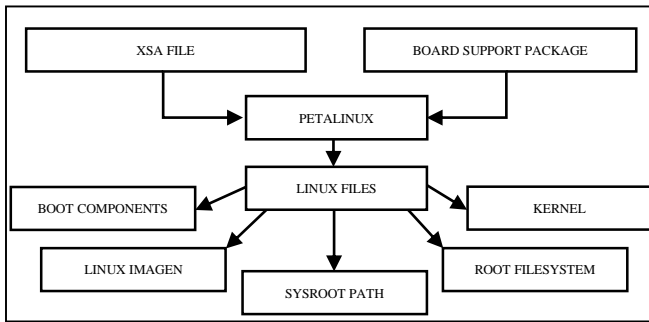 XSA FILE
BOARD SUPPORT PACKAGE
PETALINUX
LINUX FILES
BOOT COMPONENTS
KERNEL
LINUX IMAGEN
ROOT FILESYSTEM
SYSROOT PATH